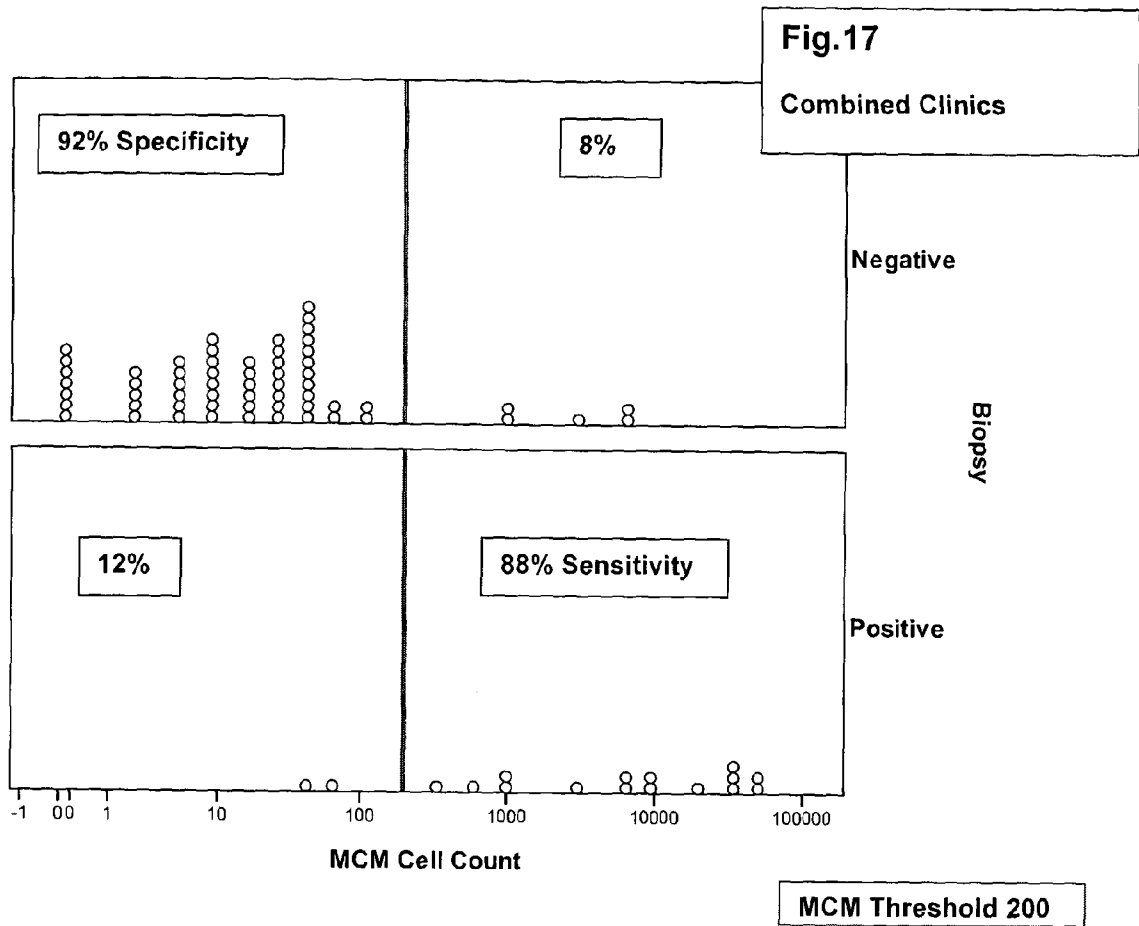 Fig.17
Combined Clinics
92% Specificity
8%
Negative
Biopsy
12%
88% Sensitivity
Positive
-1 00 1 10 100 1000 10000 100000
MCM Cell Count
MCM Threshold 200